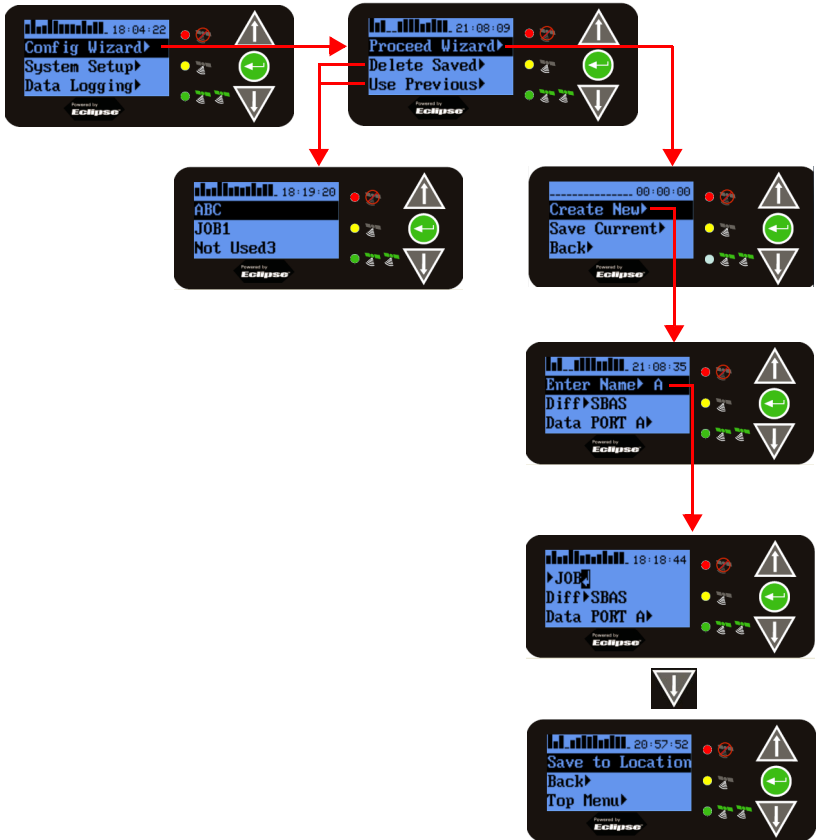 18:04:22
Config Wizard
System Setup
Data Logging
Powered by
Eclipse
21:08:09
Proceed Wizard
Delete Saved
Use Previous
Powered by
Eclipse
18:19:20
ABC
JOB1
Not Used3
Powered by
Eclipse
00:00:00
Create New
Save Current
Back
Powered by
Eclipse
21:08:35
Enter Name A
Diff SBAS
Data PORT A
Powered by
Eclipse
18:18:44
JOB
Diff SBAS
Data PORT A
Powered by
Eclipse
20:57:52
Save to Location
Back
Top Menu
Powered by
Eclipse